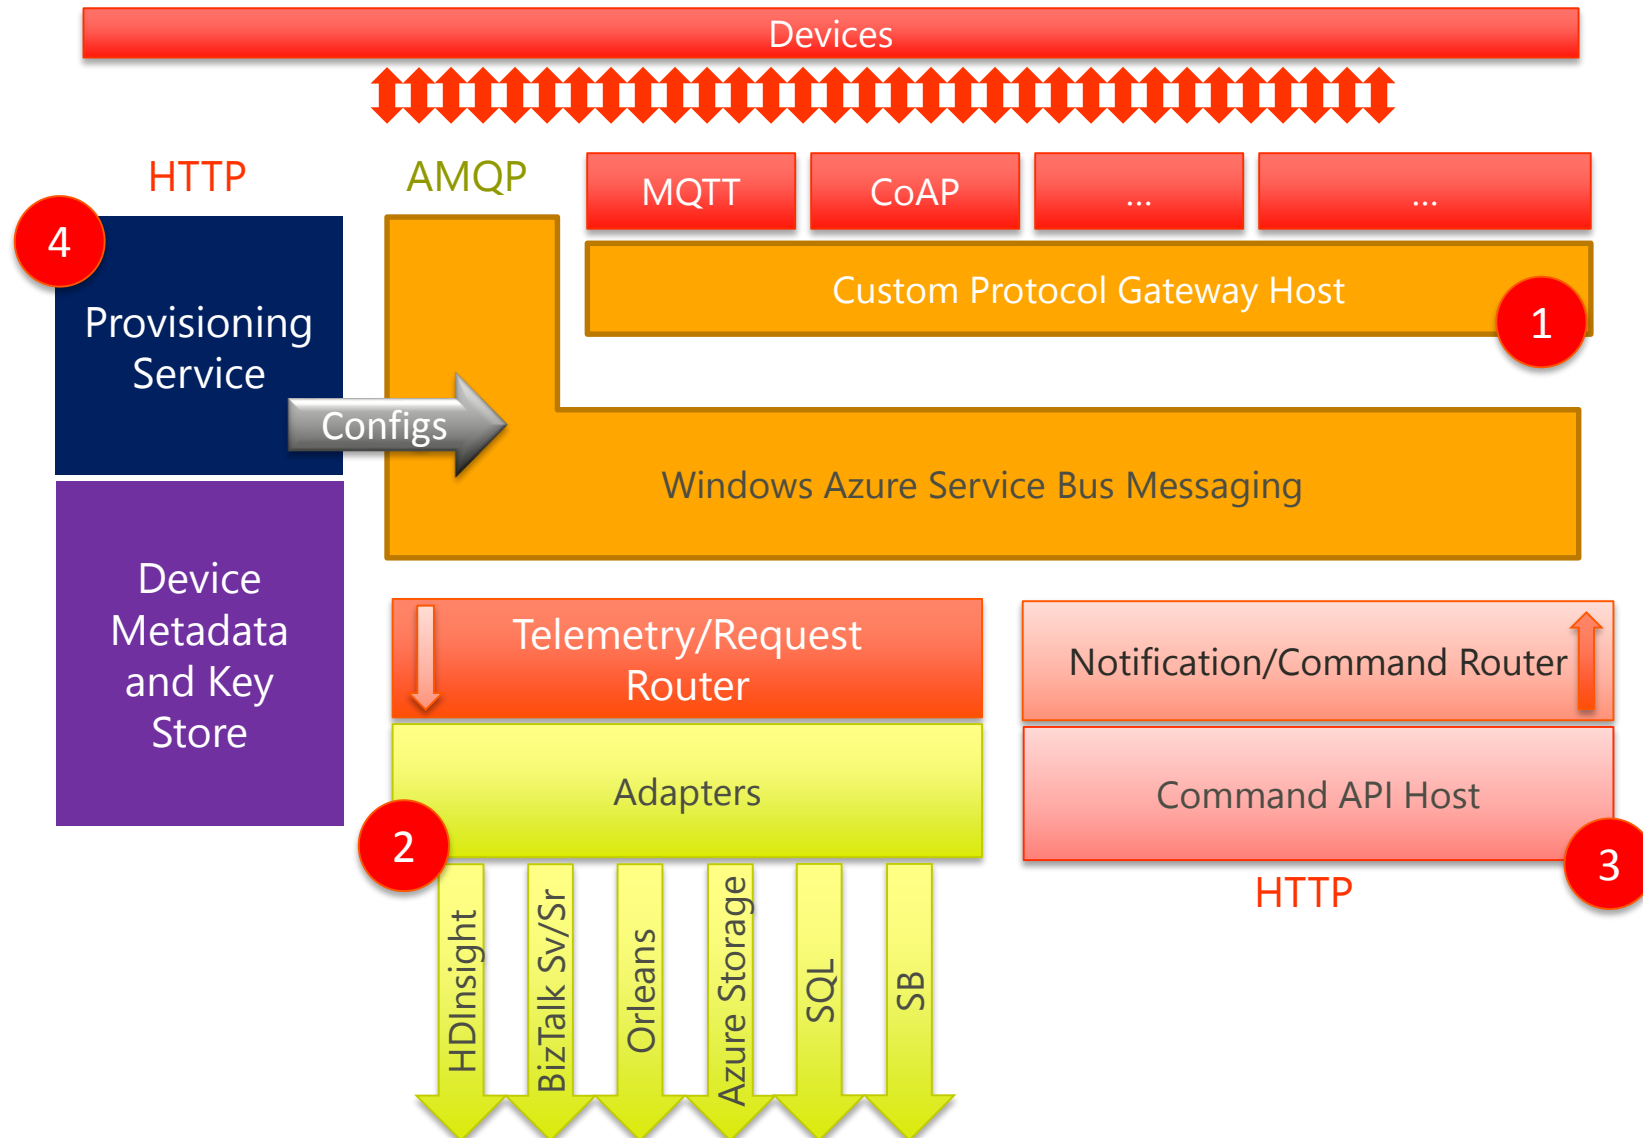 Devices
HTTP
AMQP
MQTT
CoAP
...
...
4
Provisioning
Service
Custom Protocol Gateway Host
1
Configs
Windows Azure Service Bus Messaging
Device
Metadata
and Key
Store
Telemetry/Request
Router
Notification/Command Router
Adapters
Command API Host
2
3
HTTP
HDInsight
BizTalk Sv/Sr
Orleans
Azure Storage
SQL
SB